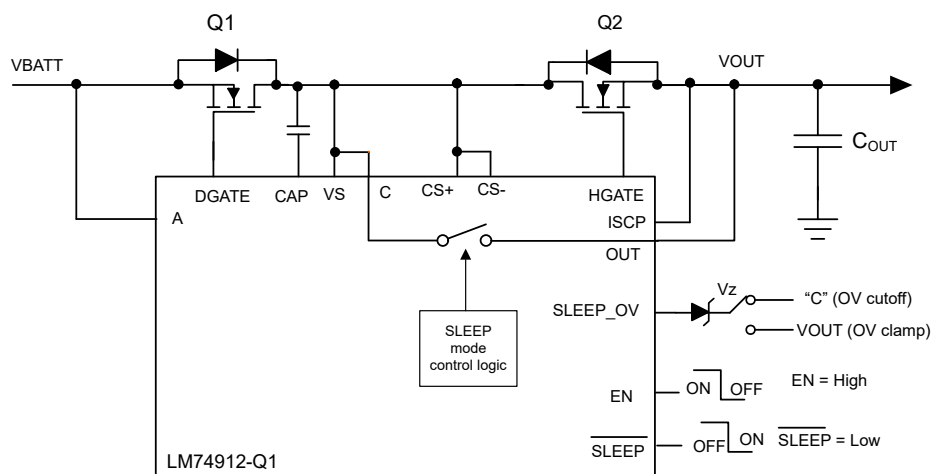 Q1
Q2
VBATT
VOUT
COUT
DGATE
CAP
VS
C
CS+
CS-
HGATE
A
ISCP
OUT
Vz
“C” (OV cutoff)
SLEEP_OV
VOUT (OV clamp)
SLEEP
mode
control logic
EN
ON
OFF
EN = High
SLEEP
OFF
ON
SLEEP = Low
LM74912-Q1